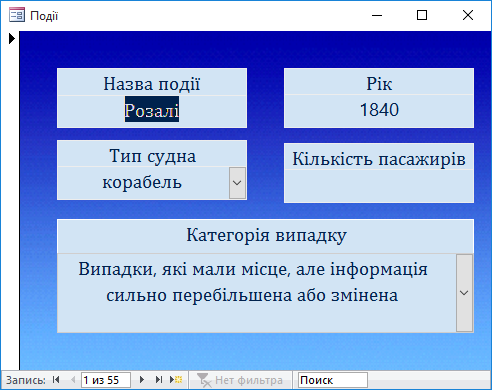 Події
Назва події
Розалі
Рік
1840
Тип судна
корабель
Кількість пасажирів
Категорія випадку
Випадки, які мали місце, але інформація
сильно перебільшена або змінена
Запись: 1 из 55 Нет фильтра Поиск